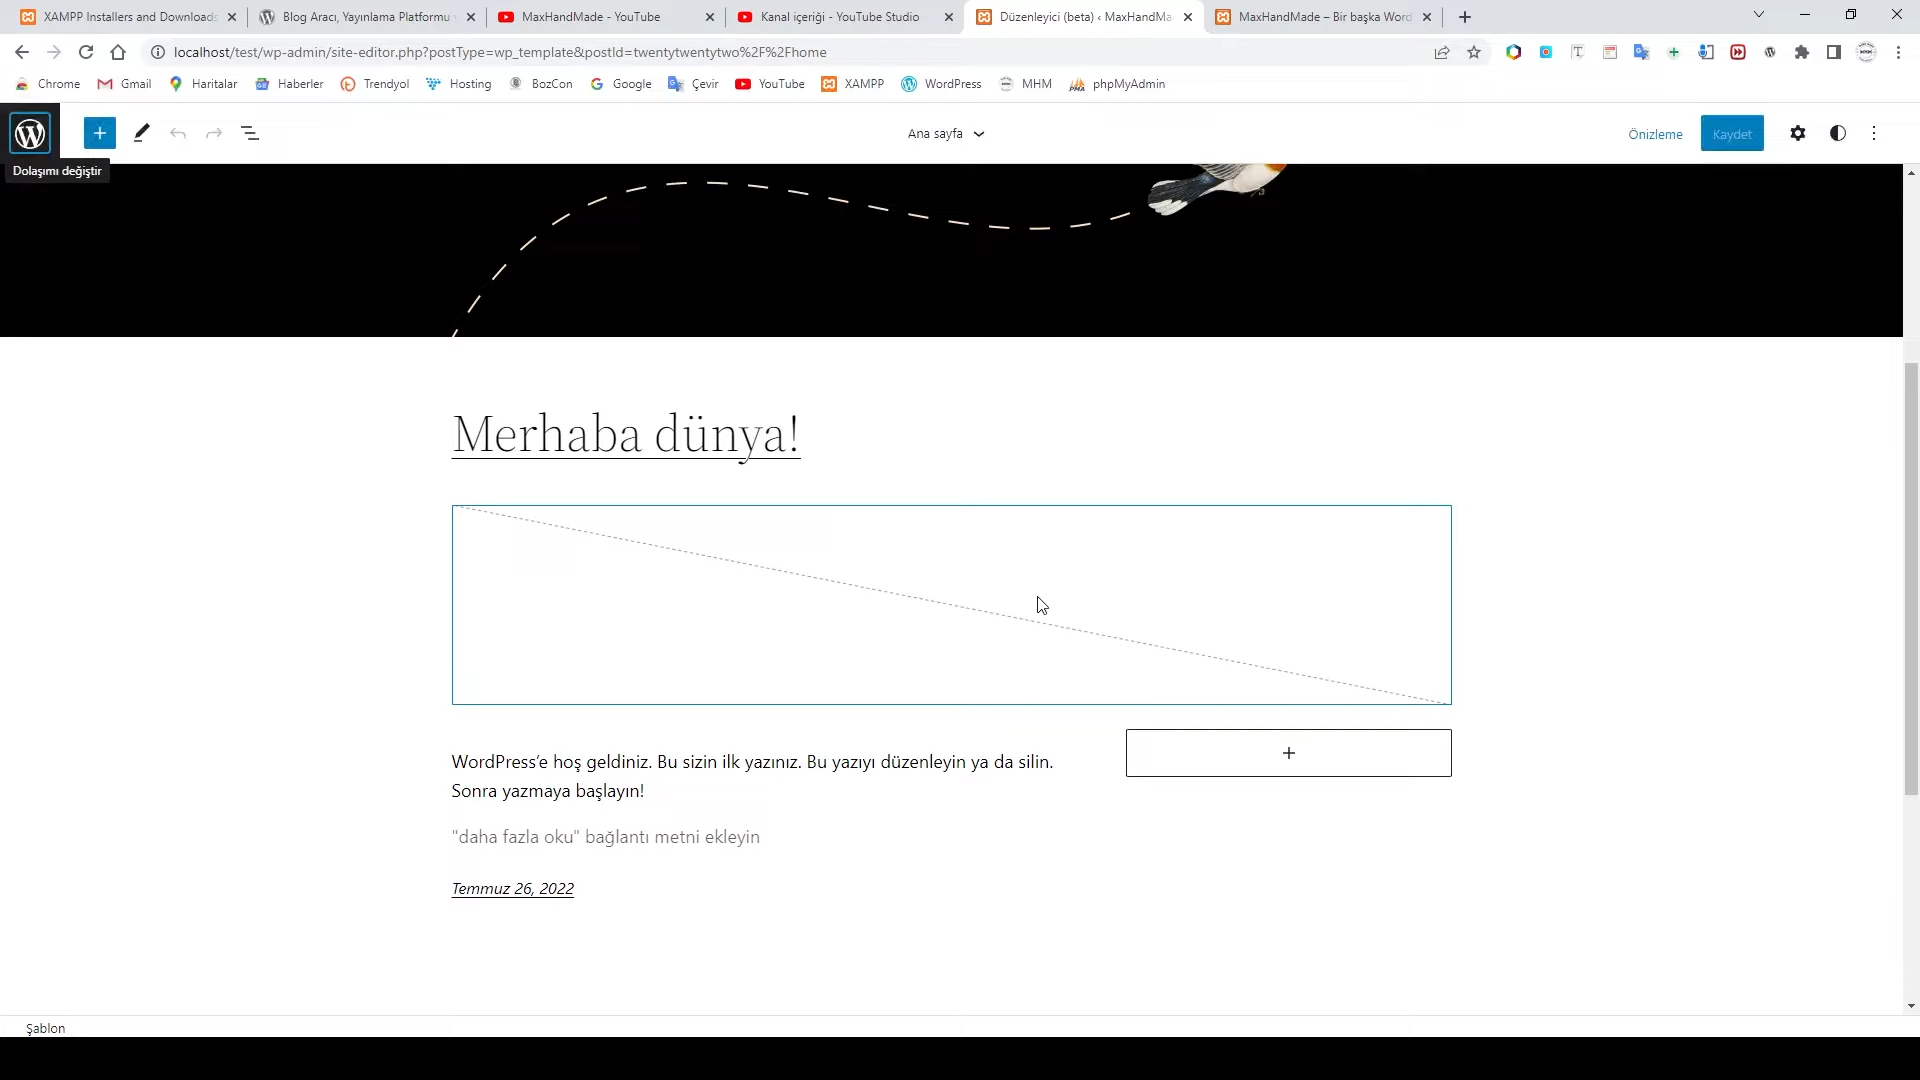 XAMPP Installers and Downloads
Blog Aracı, Yayınlama Platformu
MaxHandMade - YouTube
Kanal içeriği - YouTube Studio
Düzenleyici (beta) ‹ MaxHandMa
MaxHandMade – Bir başka Word
localhost/test/wp-admin/site-editor.php?postType=wp_template&postId=twentytwentytwo%2F%2Fhome
Chrome Gmail Haritalar Haberler Trendyol Hosting BozCon Google Çevir YouTube XAMPP WordPress MHM phpMyAdmin
Ana sayfa
Önizleme
Kaydet
Dolaşımı değiştir
Merhaba dünya!
WordPress’e hoş geldiniz. Bu sizin ilk yazınız. Bu yazıyı düzenleyin ya da silin.
Sonra yazmaya başlayın!
"daha fazla oku" bağlantı metni ekleyin
Temmuz 26, 2022
Şablon